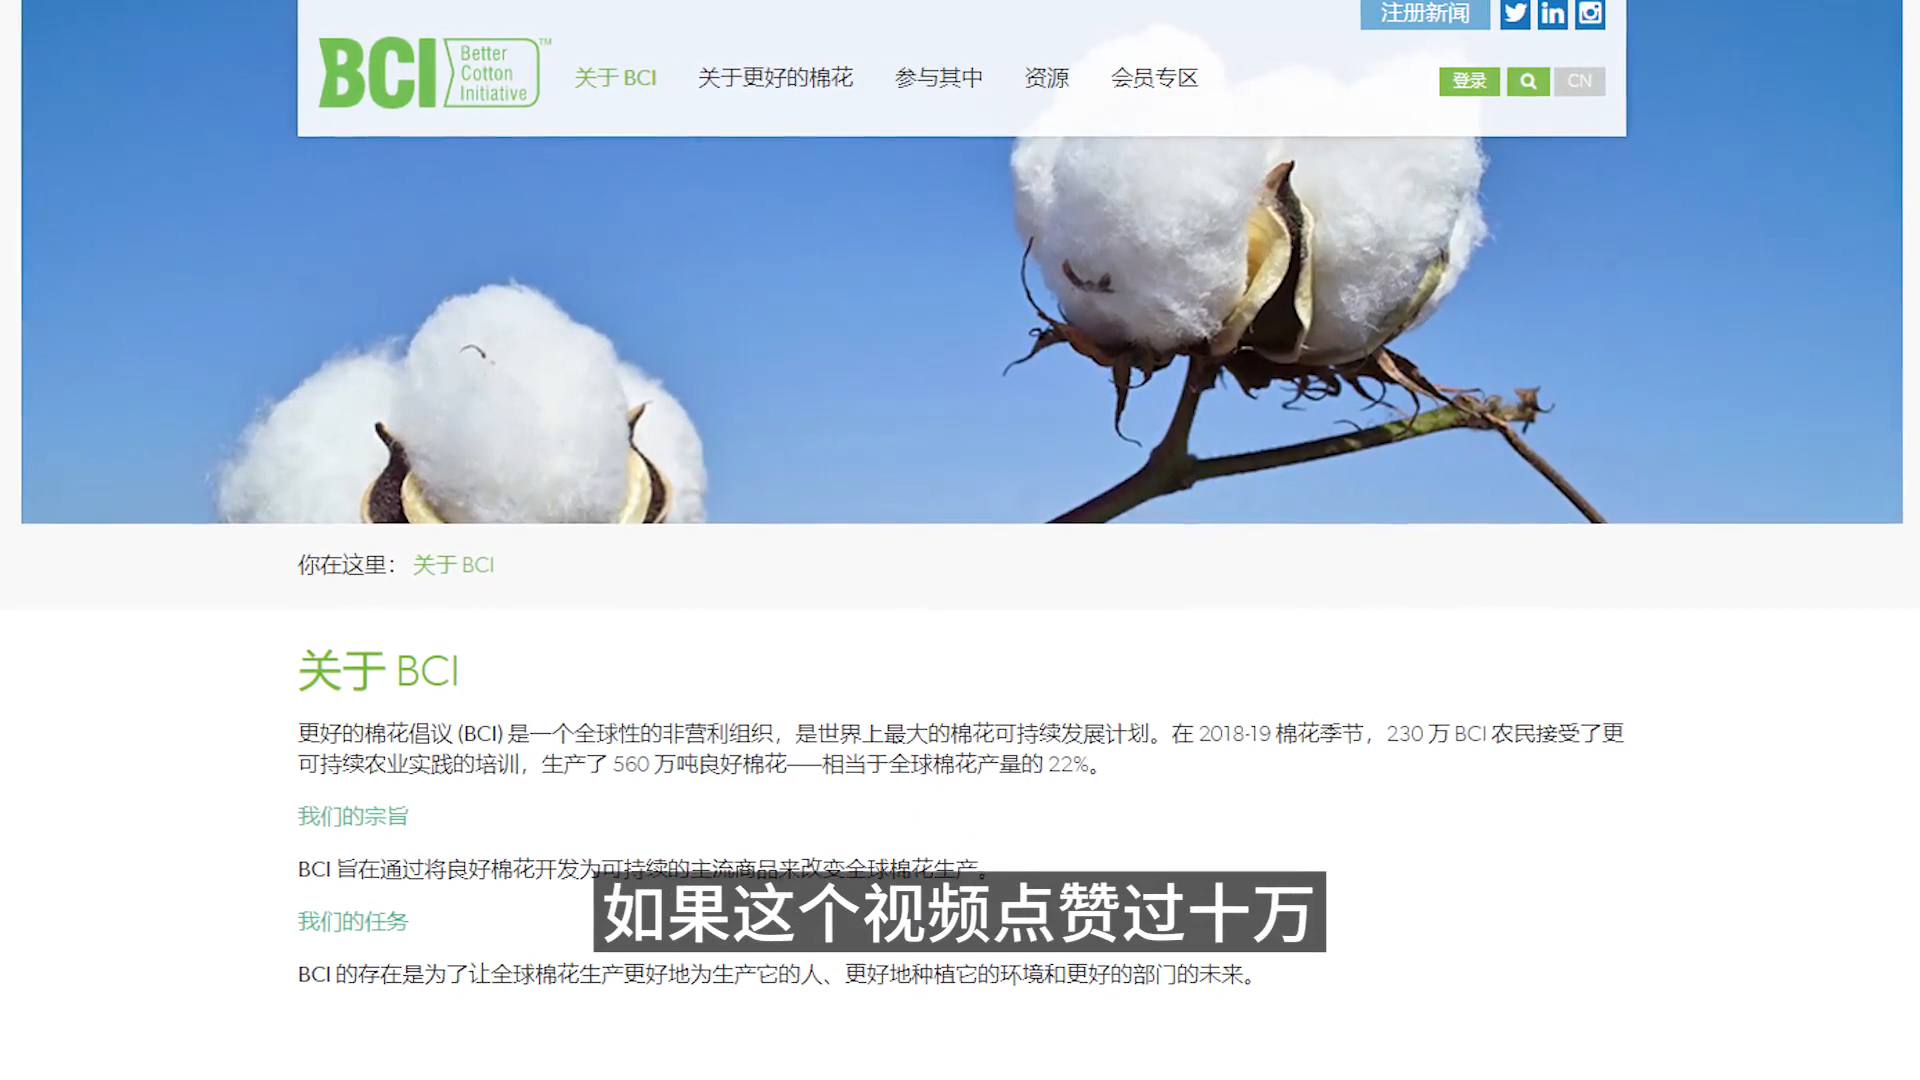 注册新闻
BCI Better Cotton Initiative™
关于 BCI 关于更好的棉花 参与其中 资源 会员专区 登录 CN
你在这里： 关于 BCI
关于 BCI
更好的棉花倡议 (BCI) 是一个全球性的非营利组织，是世界上最大的棉花可持续发展计划。在 2018-19 棉花季节，230 万 BCI 农民接受了更
可持续农业实践的培训，生产了 560 万吨良好棉花——相当于全球棉花产量的 22%。
我们的宗旨
BCI 旨在通过将良好棉花开发为可持续的主流商品来改变全球棉花生产。
如果这个视频点赞过十万
我们的任务
BCI 的存在是为了让全球棉花生产更好地为生产它的人、更好地种植它的环境和更好的部门的未来。